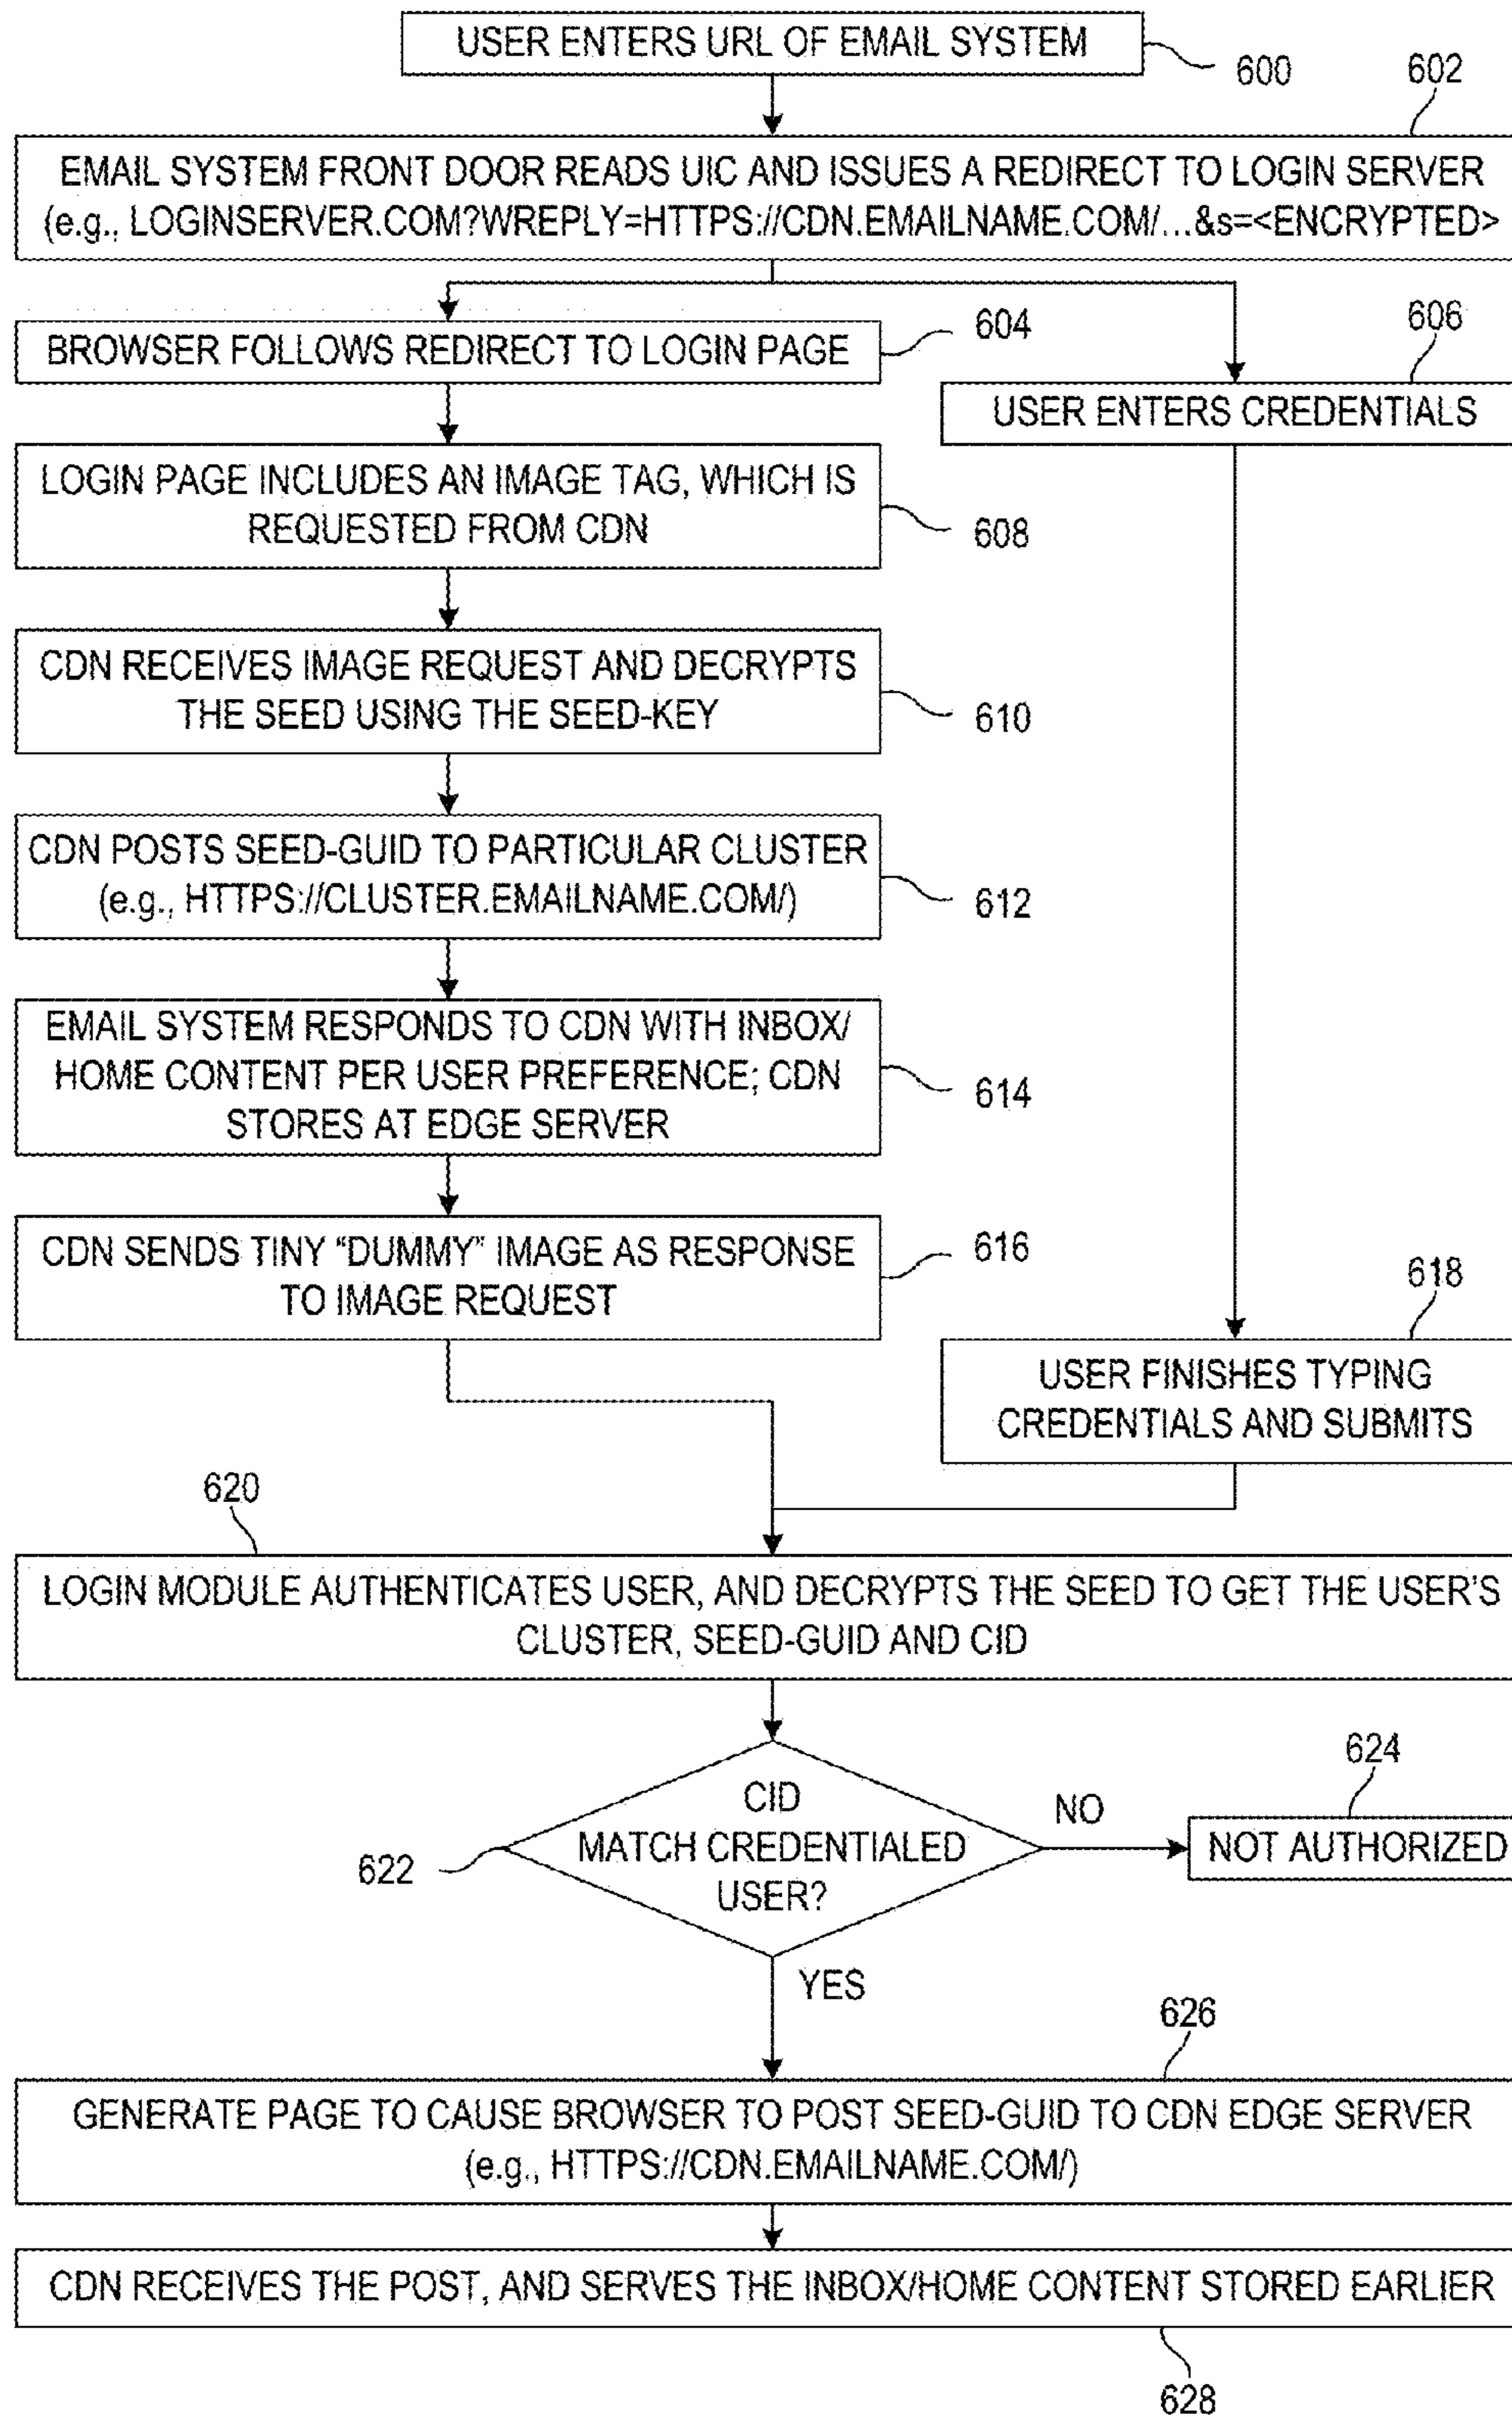 USER ENTERS URL OF EMAIL SYSTEM
600
602
EMAIL SYSTEM FRONT DOOR READS UIC AND ISSUES A REDIRECT TO LOGIN SERVER
(e.g., LOGINSERVER.COM?WREPLY=HTTPS://CDN.EMAILNAME.COM/...&s=<ENCRYPTED>
604
606
BROWSER FOLLOWS REDIRECT TO LOGIN PAGE
USER ENTERS CREDENTIALS
LOGIN PAGE INCLUDES AN IMAGE TAG, WHICH IS
REQUESTED FROM CDN
608
CDN RECEIVES IMAGE REQUEST AND DECRYPTS
THE SEED USING THE SEED-KEY
610
CDN POSTS SEED-GUID TO PARTICULAR CLUSTER
(e.g., HTTPS://CLUSTER.EMAILNAME.COM/)
612
EMAIL SYSTEM RESPONDS TO CDN WITH INBOX/
HOME CONTENT PER USER PREFERENCE; CDN
STORES AT EDGE SERVER
614
CDN SENDS TINY “DUMMY” IMAGE AS RESPONSE
TO IMAGE REQUEST
616
618
USER FINISHES TYPING
CREDENTIALS AND SUBMITS
620
LOGIN MODULE AUTHENTICATES USER, AND DECRYPTS THE SEED TO GET THE USER’S
CLUSTER, SEED-GUID AND CID
CID
MATCH CREDENTIALED
USER?
622
NO
624
NOT AUTHORIZED
YES
626
GENERATE PAGE TO CAUSE BROWSER TO POST SEED-GUID TO CDN EDGE SERVER
(e.g., HTTPS://CDN.EMAILNAME.COM/)
CDN RECEIVES THE POST, AND SERVES THE INBOX/HOME CONTENT STORED EARLIER
628